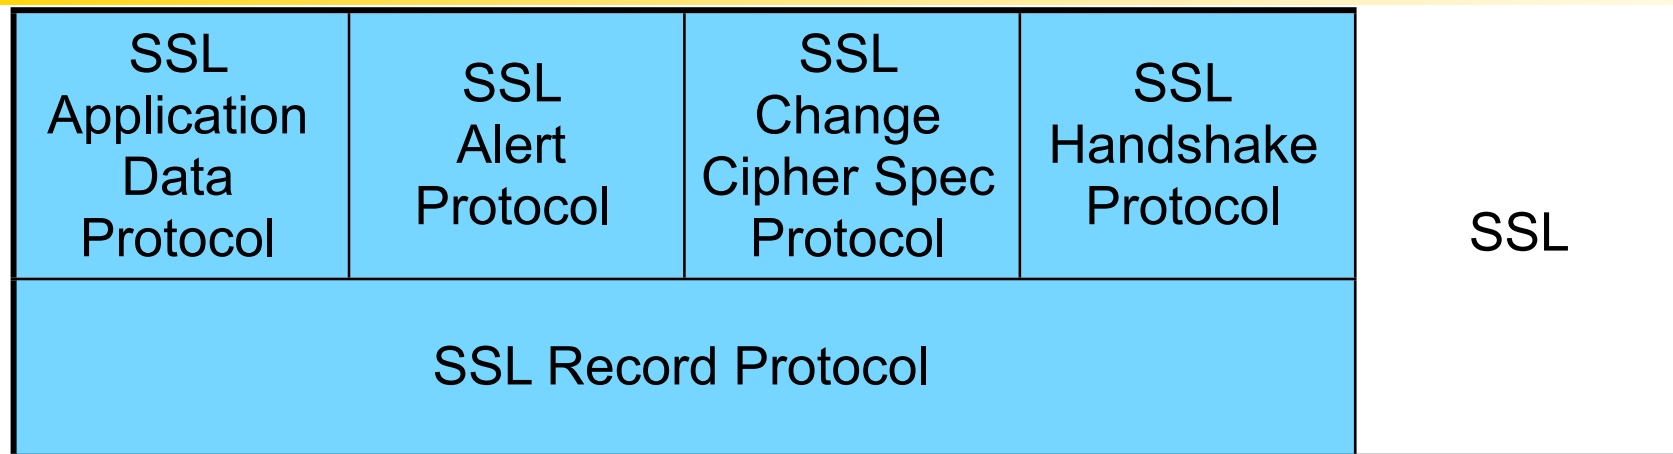 SSL
Application
Data
Protocol
SSL
Alert
Protocol
SSL
Change
Cipher Spec
Protocol
SSL
Handshake
Protocol
SSL
SSL Record Protocol